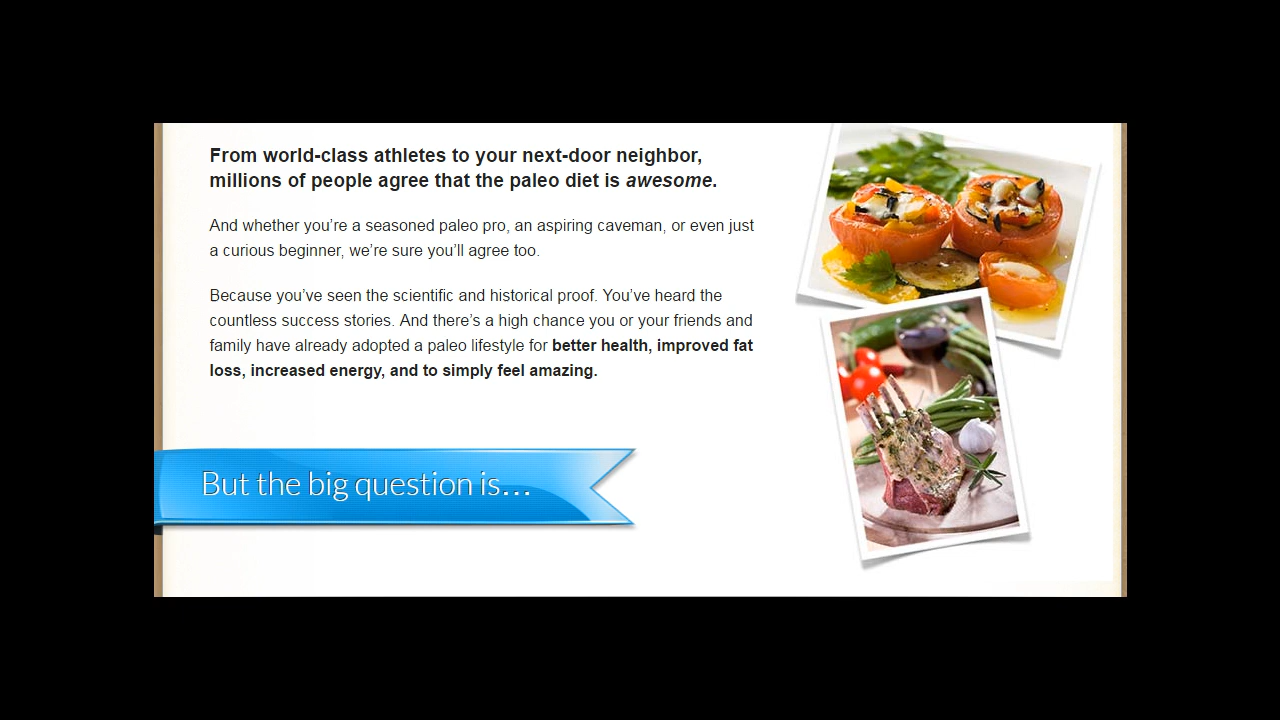 From world-class athletes to your next-door neighbor,
millions of people agree that the paleo diet is awesome.
And whether you’re a seasoned paleo pro, an aspiring caveman, or even just
a curious beginner, we’re sure you’ll agree too.
Because you’ve seen the scientific and historical proof. You’ve heard the
countless success stories. And there’s a high chance you or your friends and
family have already adopted a paleo lifestyle for better health, improved fat
loss, increased energy, and to simply feel amazing.
But the big question is…